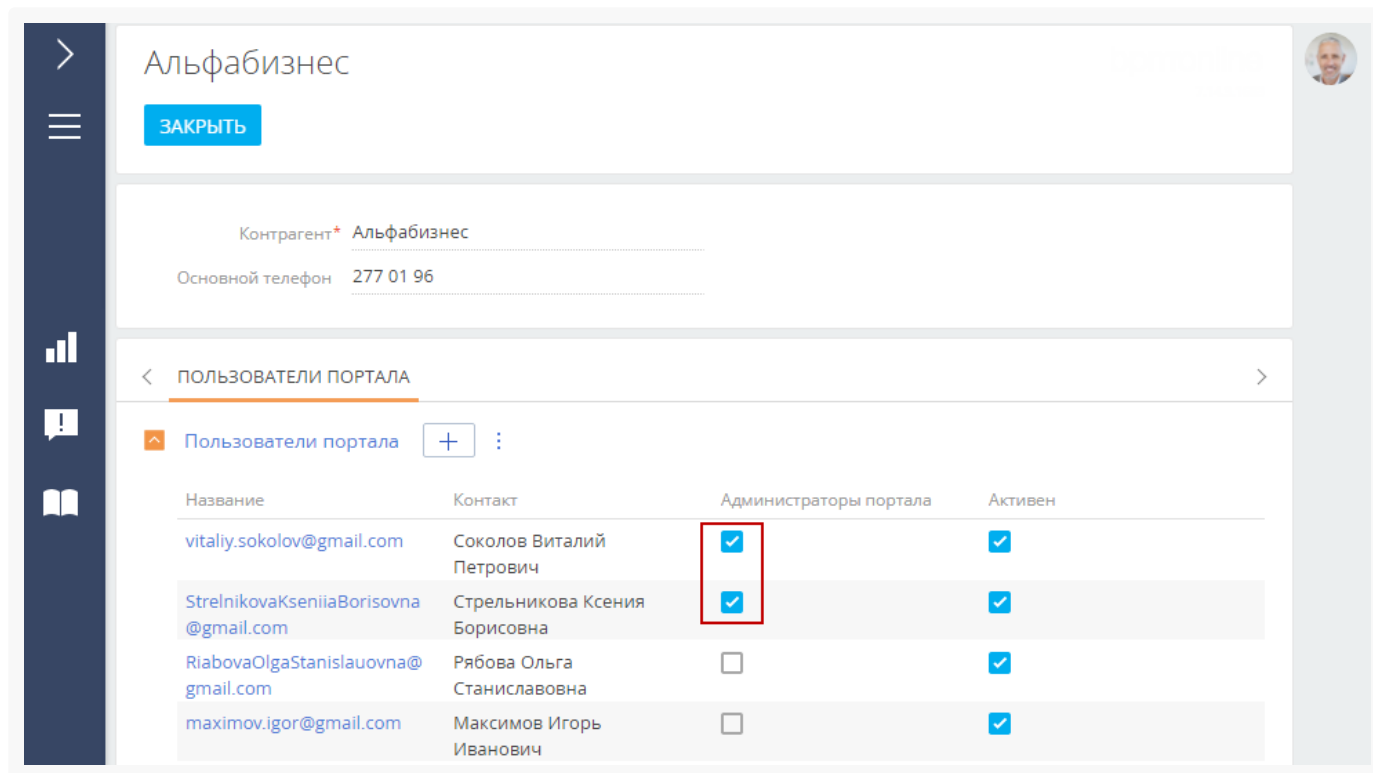 Альфабизнес
ЗАКРЫТЬ
Контрагент* Альфабизнес
Основной телефон 277 01 96
ПОЛЬЗОВАТЕЛИ ПОРТАЛА
Пользователи портала
Название Контакт Администраторы портала Активен
vitaliy.sokolov@gmail.com Соколов Виталий
Петрович
StrelnikovaKseniiaBorisovna Стрельникова Ксения
@gmail.com Борисовна
RiabovaOlgaStanislauovna@ Рябова Ольга
gmail.com Станиславовна
maximov.igor@gmail.com Максимов Игорь
Иванович